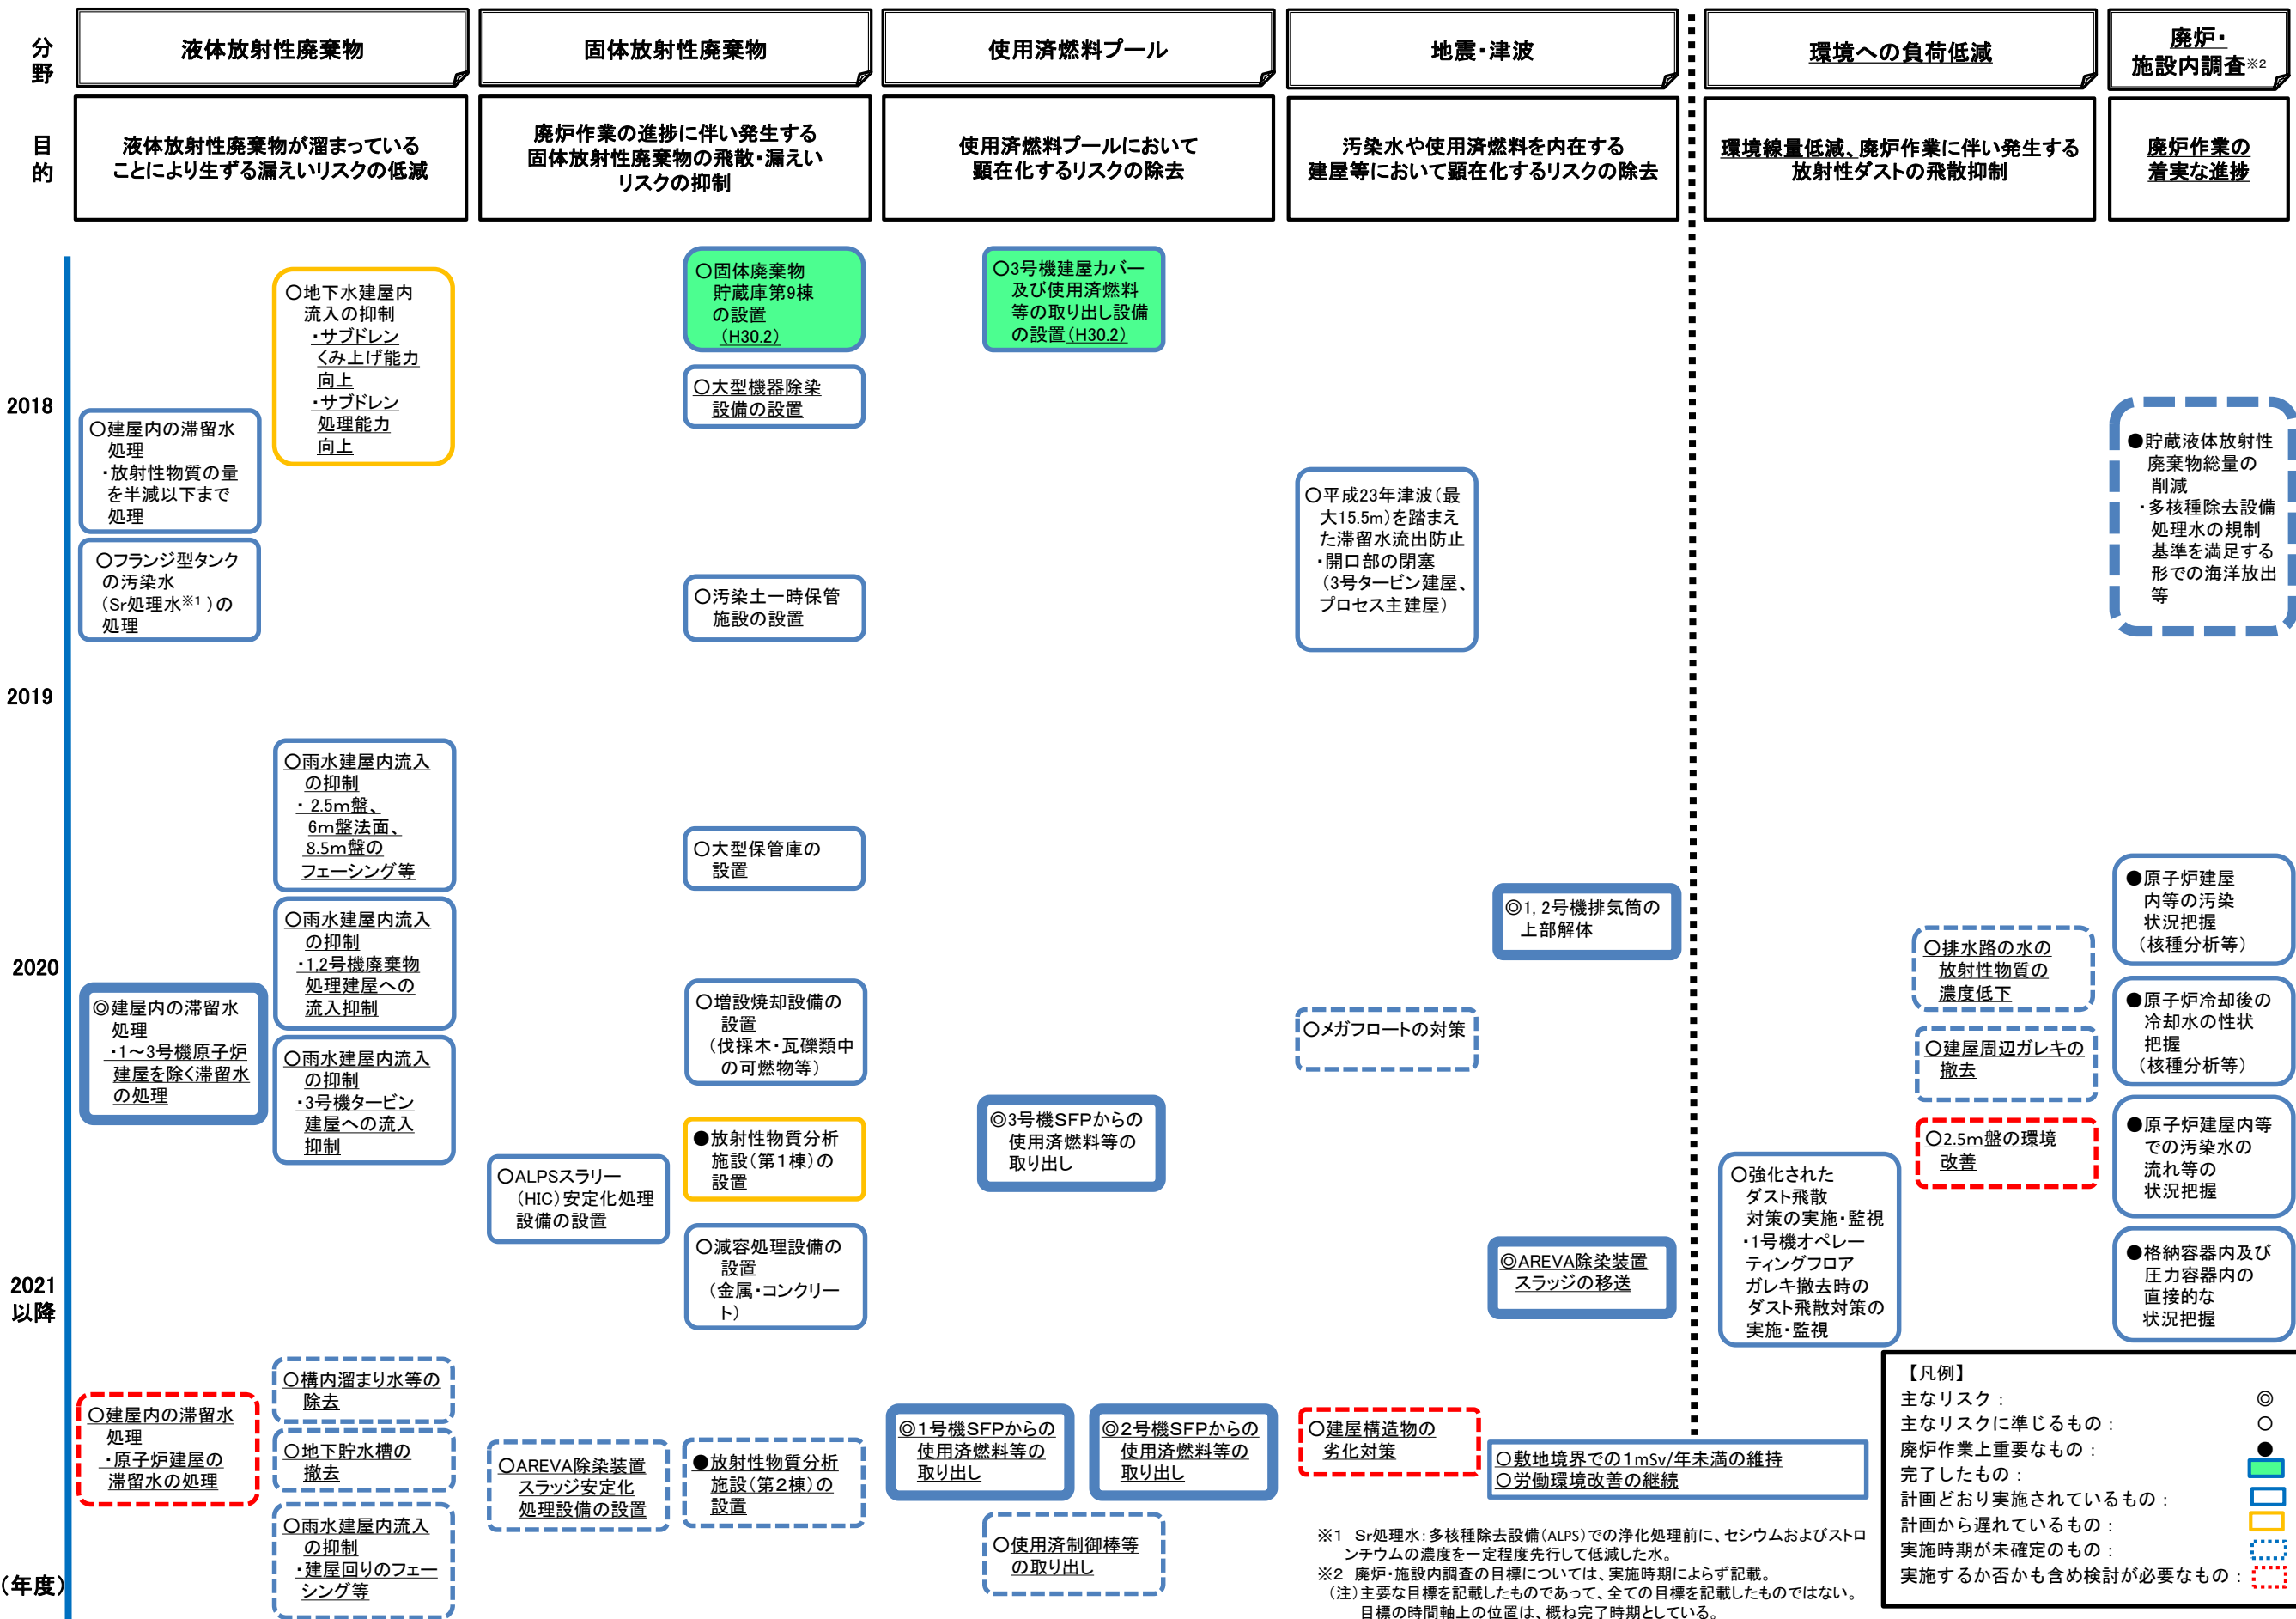 分野
液体放射性廃棄物
固体放射性廃棄物
使用済燃料プール
地震・津波
環境への負荷低減
廃炉・
施設内調査※2
目的
液体放射性廃棄物が溜まっている
ことにより生ずる漏えいリスクの低減
廃炉作業の進捗に伴い発生する
固体放射性廃棄物の飛散・漏えい
リスクの抑制
使用済燃料プールにおいて
顕在化するリスクの除去
汚染水や使用済燃料を内在する
建屋等において顕在化するリスクの除去
環境線量低減、廃炉作業に伴い発生する
放射性ダストの飛散抑制
廃炉作業の
着実な進捗
2018
2019
2020
2021
以降
(年度)
○建屋内の滞留水
処理
・放射性物質の量
を半減以下まで
処理
○フランジ型タンク
の汚染水
(Sr処理水※1)の
処理
◎建屋内の滞留水
処理
・1～3号機原子炉
建屋を除く滞留水
の処理
○建屋内の滞留水
処理
・原子炉建屋の
滞留水の処理
○地下水建屋内
流入の抑制
・サブドレン
くみ上げ能力
向上
・サブドレン
処理能力
向上
○雨水建屋内流入
の抑制
・2.5m盤、
6m盤法面、
8.5m盤の
フェーシング等
○雨水建屋内流入
の抑制
・1,2号機廃棄物
処理建屋への
流入抑制
○雨水建屋内流入
の抑制
・3号機タービン
建屋への流入
抑制
○構内溜まり水等の
除去
○地下貯水槽の
撤去
○雨水建屋内流入
の抑制
・建屋回りのフェー
シング等
○ALPSスラリー
(HIC)安定化処理
設備の設置
○AREVA除染装置
スラッジ安定化
処理設備の設置
○固体廃棄物
貯蔵庫第9棟
の設置
(H30.2)
○大型機器除染
設備の設置
○汚染土一時保管
施設の設置
○大型保管庫の
設置
○増設焼却設備の
設置
(伐採木・瓦礫類中
の可燃物等)
●放射性物質分析
施設(第1棟)の
設置
○減容処理設備の
設置
(金属・コンクリー
ト)
●放射性物質分析
施設(第2棟)の
設置
○3号機建屋カバー
及び使用済燃料
等の取り出し設備
の設置(H30.2)
◎3号機SFPからの
使用済燃料等の
取り出し
◎1号機SFPからの
使用済燃料等の
取り出し
◎2号機SFPからの
使用済燃料等の
取り出し
○使用済制御棒等
の取り出し
○平成23年津波(最
大15.5m)を踏まえ
た滞留水流出防止
・開口部の閉塞
(3号タービン建屋、
プロセス主建屋)
◎1,2号機排気筒の
上部解体
○メガフロートの対策
◎AREVA除染装置
スラッジの移送
○建屋構造物の
劣化対策
○敷地境界での1mSv/年未満の維持
○労働環境改善の継続
○強化された
ダスト飛散
対策の実施・監視
・1号機オペレー
ティングフロア
ガレキ撤去時の
ダスト飛散対策の
実施・監視
○排水路の水の
放射性物質の
濃度低下
○建屋周辺ガレキの
撤去
○2.5m盤の環境
改善
●貯蔵液体放射性
廃棄物総量の
削減
・多核種除去設備
処理水の規制
基準を満足する
形での海洋放出
等
●原子炉建屋
内等の汚染
状況把握
(核種分析等)
●原子炉冷却後の
冷却水の性状
把握
(核種分析等)
●原子炉建屋内等
での汚染水の
流れ等の
状況把握
●格納容器内及び
圧力容器内の
直接的な
状況把握
【凡例】
主なリスク： ◎
主なリスクに準じるもの： ○
廃炉作業上重要なもの： ●
完了したもの：
計画どおり実施されているもの：
計画から遅れているもの：
実施時期が未確定のもの：
実施するか否かも含め検討が必要なもの：
※1 Sr処理水：多核種除去設備(ALPS)での浄化処理前に、セシウムおよびストロ
ンチウムの濃度を一定程度先行して低減した水。
※2 廃炉・施設内調査の目標については、実施時期によらず記載。
(注)主要な目標を記載したものであって、全ての目標を記載したものではない。
目標の時間軸上の位置は、概ね完了時期としている。